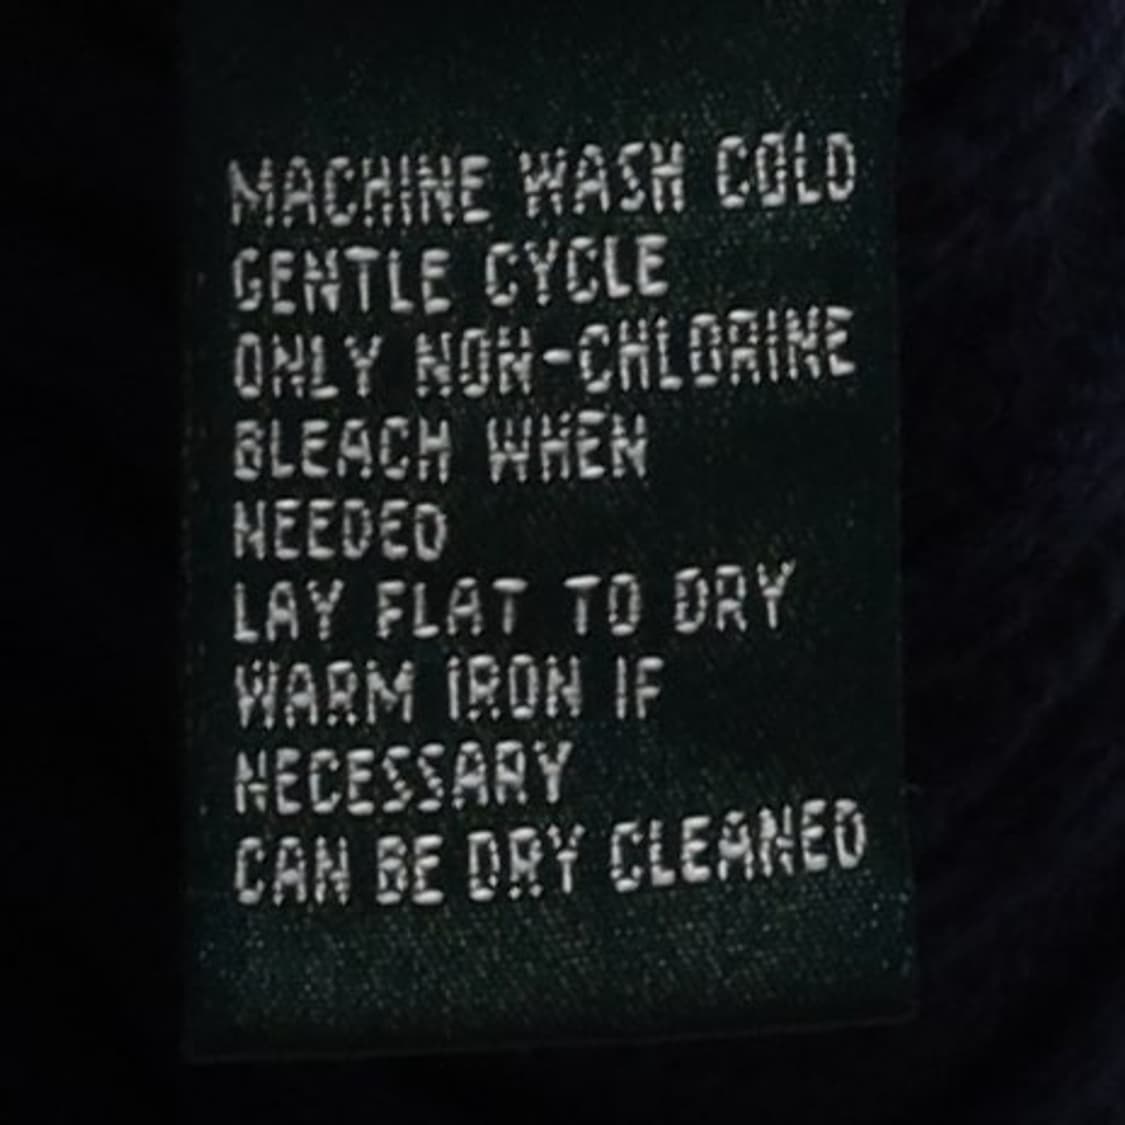 MACHINE WASH COLD
GENTLE CYCLE
ONLY NON-CHLORINE
BLEACH WHEN
NEEDED
LAY FLAT TO DRY
WARM IRON IF
NECESSARY
CAN BE DRY CLEANED